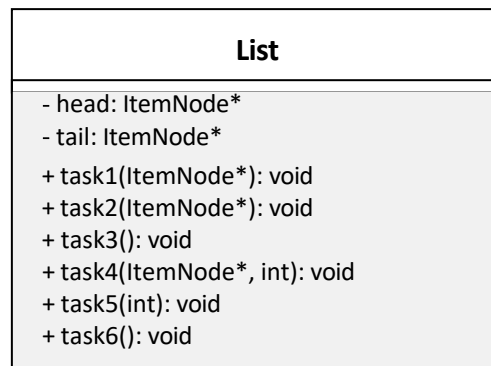 List
- head: ItemNode*
- tail: ItemNode*
+ task1(ItemNode*): void
+ task2(ItemNode*): void
+ task3(): void
+ task4(ItemNode*, int): void
+ task5(int): void
+ task6(): void